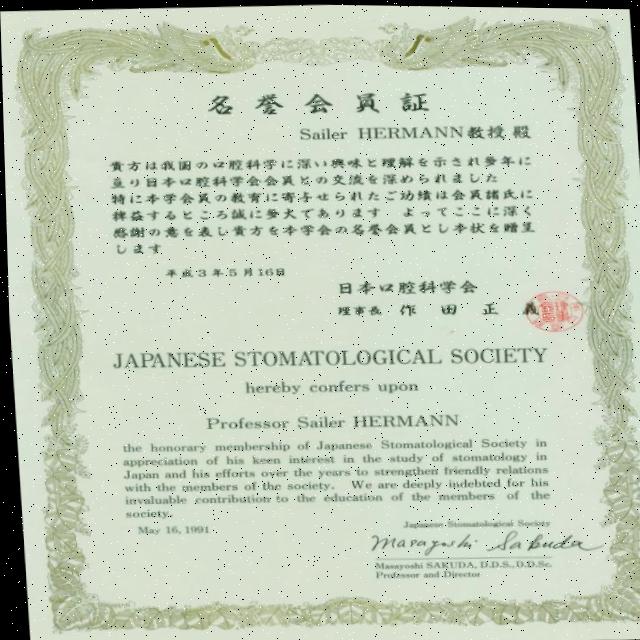 名誉会員証
Sailer HERMANN教授 殿
貴方は我国の口腔科学に深い興味と理解を示され多年に
亘り日本口腔科学会会員との交流を深められました
特に本学会員の教育に寄与せられたご功績は会員諸氏に
裨益するところ誠に多大であります よってここに深く
感謝の意を表し貴方を本学会の名誉会員とし本状を贈呈
します
平成3年5月16日
日本口腔科学会
理事長 作田正義
JAPANESE STOMATOLOGICAL SOCIETY
hereby confers upon
Professor Sailer HERMANN
the honorary membership of Japanese Stomatological Society in
appreciation of his keen interest in the study of stomatology in
Japan and his efforts over the years to strengthen friendly relations
with the members of the society. We are deeply indebted for his
invaluable contribution to the education of the members of the
society.
May 16, 1991
Japanese Stomatological Society
Masayoshi Sakuda
Masayoshi SAKUDA, D.D.S., D.D.Sc.
Professor and Director